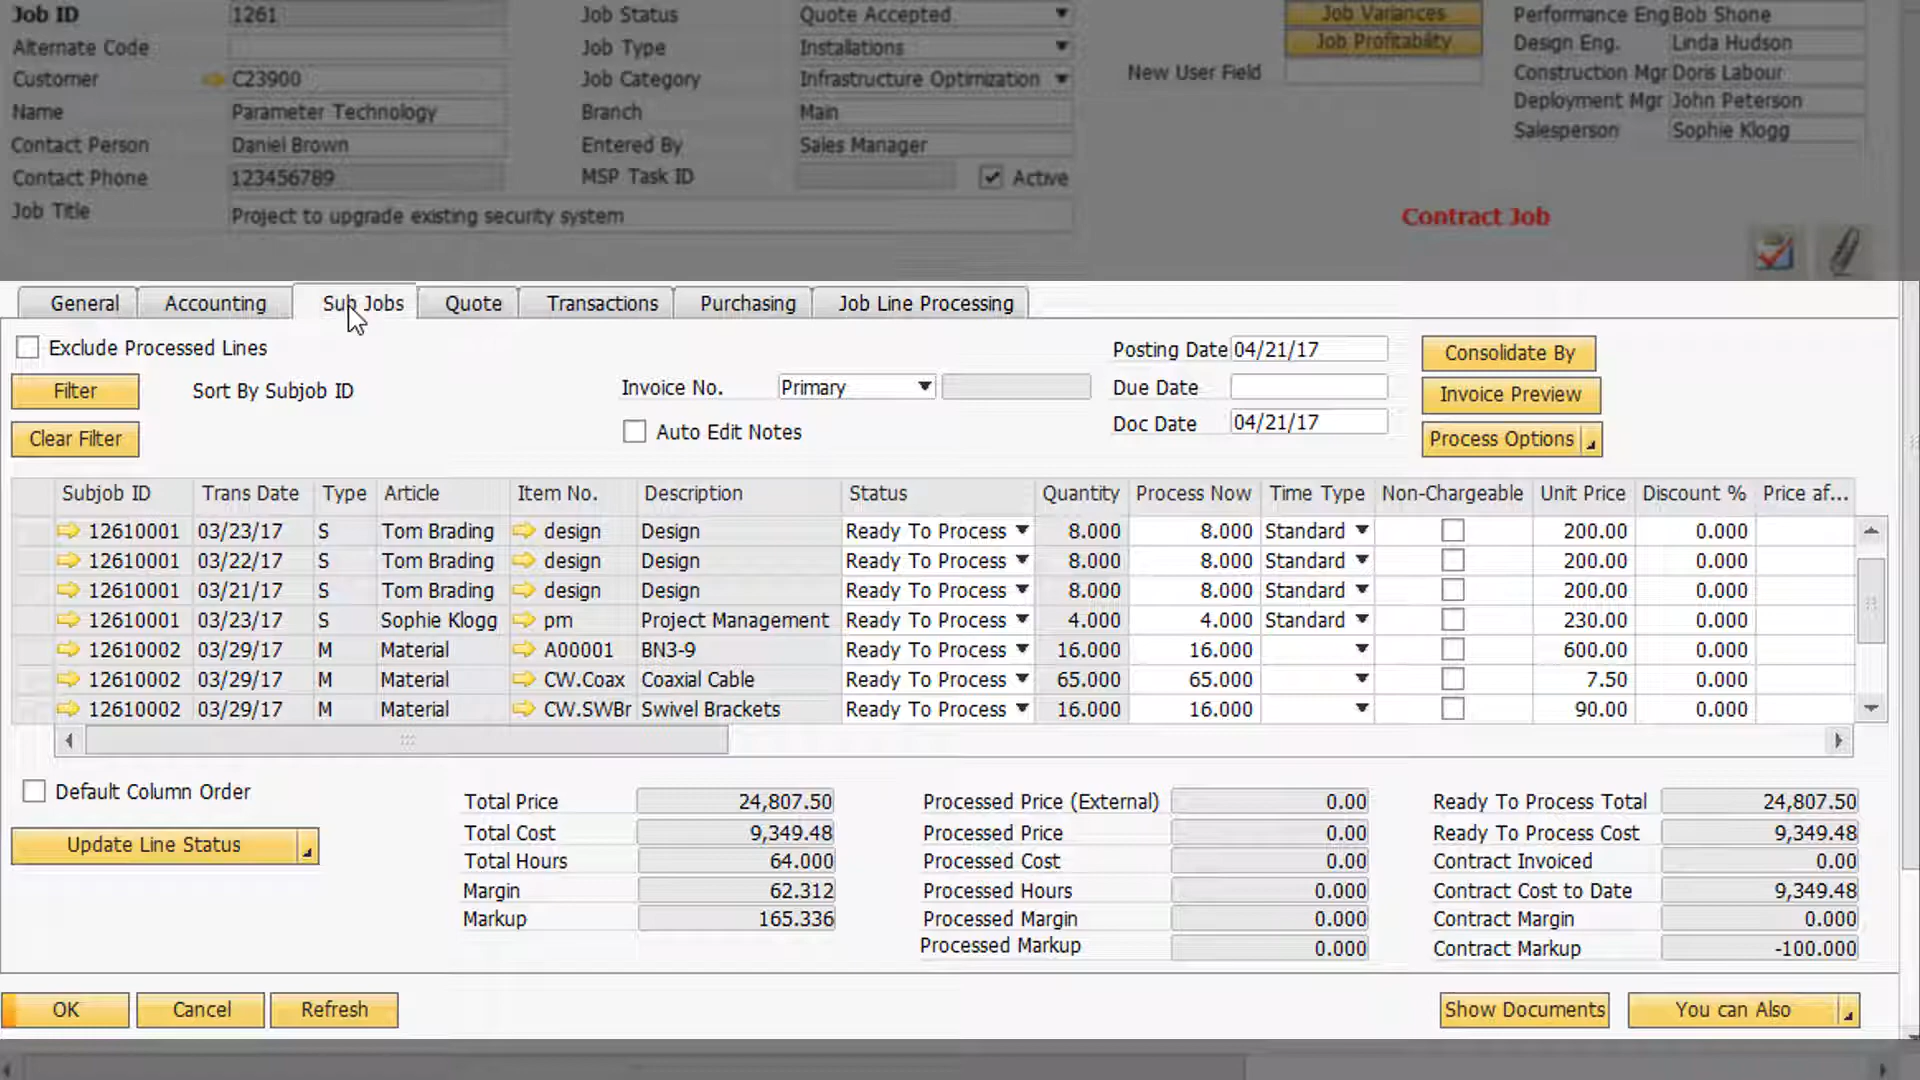 Job ID 1261 Job Status Quote Accepted Job Variances Performance Eng Bob Shone
Alternate Code Job Type Installations Job Profitability Design Eng. Linda Hudson
Customer C23900 Job Category Infrastructure Optimization New User Field Construction Mgr Doris Labour
Name Parameter Technology Branch Main Deployment Mgr John Peterson
Contact Person Daniel Brown Entered By Sales Manager Salesperson Sophie Klogg
Contact Phone 123456789 MSP Task ID Active
Job Title Project to upgrade existing security system Contract Job
General Accounting Sub Jobs Quote Transactions Purchasing Job Line Processing
Exclude Processed Lines Posting Date 04/21/17 Consolidate By
Filter Sort By Subjob ID Invoice No. Primary Due Date Invoice Preview
Clear Filter Auto Edit Notes Doc Date 04/21/17 Process Options
Subjob ID Trans Date Type Article Item No. Description Status Quantity Process Now Time Type Non-Chargeable Unit Price Discount % Price af...
12610001 03/23/17 S Tom Brading design Design Ready To Process 8.000 8.000 Standard 200.00 0.000
12610001 03/22/17 S Tom Brading design Design Ready To Process 8.000 8.000 Standard 200.00 0.000
12610001 03/21/17 S Tom Brading design Design Ready To Process 8.000 8.000 Standard 200.00 0.000
12610001 03/23/17 S Sophie Klogg pm Project Management Ready To Process 4.000 4.000 Standard 230.00 0.000
12610002 03/29/17 M Material A00001 BN3-9 Ready To Process 16.000 16.000 600.00 0.000
12610002 03/29/17 M Material CW.Coax Coaxial Cable Ready To Process 65.000 65.000 7.50 0.000
12610002 03/29/17 M Material CW.SWBr Swivel Brackets Ready To Process 16.000 16.000 90.00 0.000
Default Column Order Total Price 24,807.50 Processed Price (External) 0.00 Ready To Process Total 24,807.50
Total Cost 9,349.48 Processed Price 0.00 Ready To Process Cost 9,349.48
Update Line Status Total Hours 64.000 Processed Cost 0.00 Contract Invoiced 0.00
Margin 62.312 Processed Hours 0.000 Contract Cost to Date 9,349.48
Markup 165.336 Processed Margin 0.000 Contract Margin 0.000
Processed Markup 0.000 Contract Markup -100.000
OK Cancel Refresh Show Documents You can Also